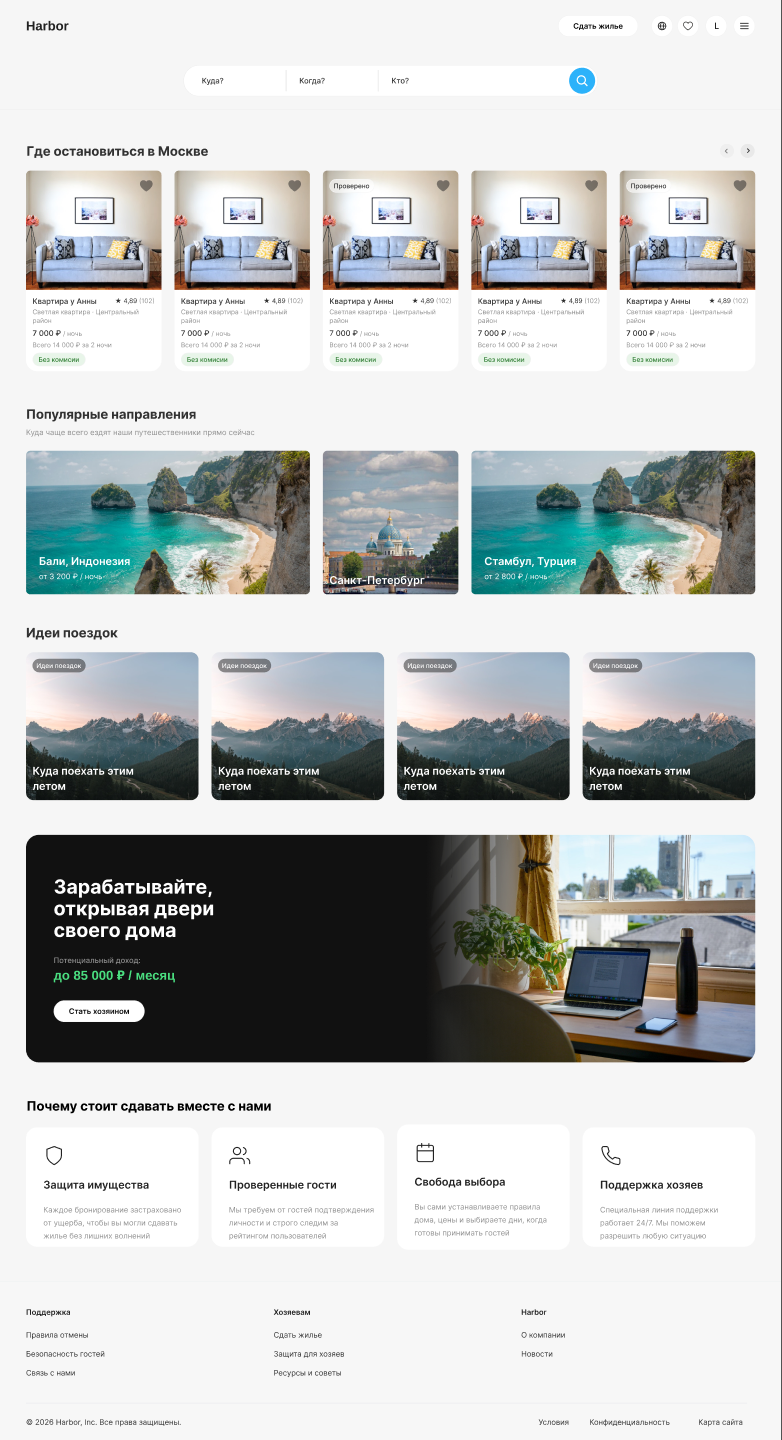 Harbor
Сдать жилье
L
Куда?
Когда?
Кто?
Где остановиться в Москве
Квартира у Анны ★ 4,89 (102)
Светлая квартира · Центральный
район
7 000 ₽ / ночь
Всего 14 000 ₽ за 2 ночи
Без комисии
Квартира у Анны ★ 4,89 (102)
Светлая квартира · Центральный
район
7 000 ₽ / ночь
Всего 14 000 ₽ за 2 ночи
Без комисии
Проверено
Квартира у Анны ★ 4,89 (102)
Светлая квартира · Центральный
район
7 000 ₽ / ночь
Всего 14 000 ₽ за 2 ночи
Без комисии
Квартира у Анны ★ 4,89 (102)
Светлая квартира · Центральный
район
7 000 ₽ / ночь
Всего 14 000 ₽ за 2 ночи
Без комисии
Проверено
Квартира у Анны ★ 4,89 (102)
Светлая квартира · Центральный
район
7 000 ₽ / ночь
Всего 14 000 ₽ за 2 ночи
Без комисии
Популярные направления
Куда чаще всего ездят наши путешественники прямо сейчас
Бали, Индонезия
от 3 200 ₽ / ночь
Санкт-Петербург
Стамбул, Турция
от 2 800 ₽ / ночь
Идеи поездок
Идеи поездок
Куда поехать этим
летом
Идеи поездок
Куда поехать этим
летом
Идеи поездок
Куда поехать этим
летом
Идеи поездок
Куда поехать этим
летом
Зарабатывайте,
открывая двери
своего дома
Потенциальный доход:
до 85 000 ₽ / месяц
Стать хозяином
Почему стоит сдавать вместе с нами
Защита имущества
Каждое бронирование застраховано
от ущерба, чтобы вы могли сдавать
жилье без лишних волнений
Проверенные гости
Мы требуем от гостей подтверждения
личности и строго следим за
рейтингом пользователей
Свобода выбора
Вы сами устанавливаете правила
дома, цены и выбираете дни, когда
готовы принимать гостей
Поддержка хозяев
Специальная линия поддержки
работает 24/7. Мы поможем
разрешить любую ситуацию
Поддержка
Правила отмены
Безопасность гостей
Связь с нами
Хозяевам
Сдать жилье
Защита для хозяев
Ресурсы и советы
Harbor
О компании
Новости
© 2026 Harbor, Inc. Все права защищены.
Условия
Конфиденциальность
Карта сайта